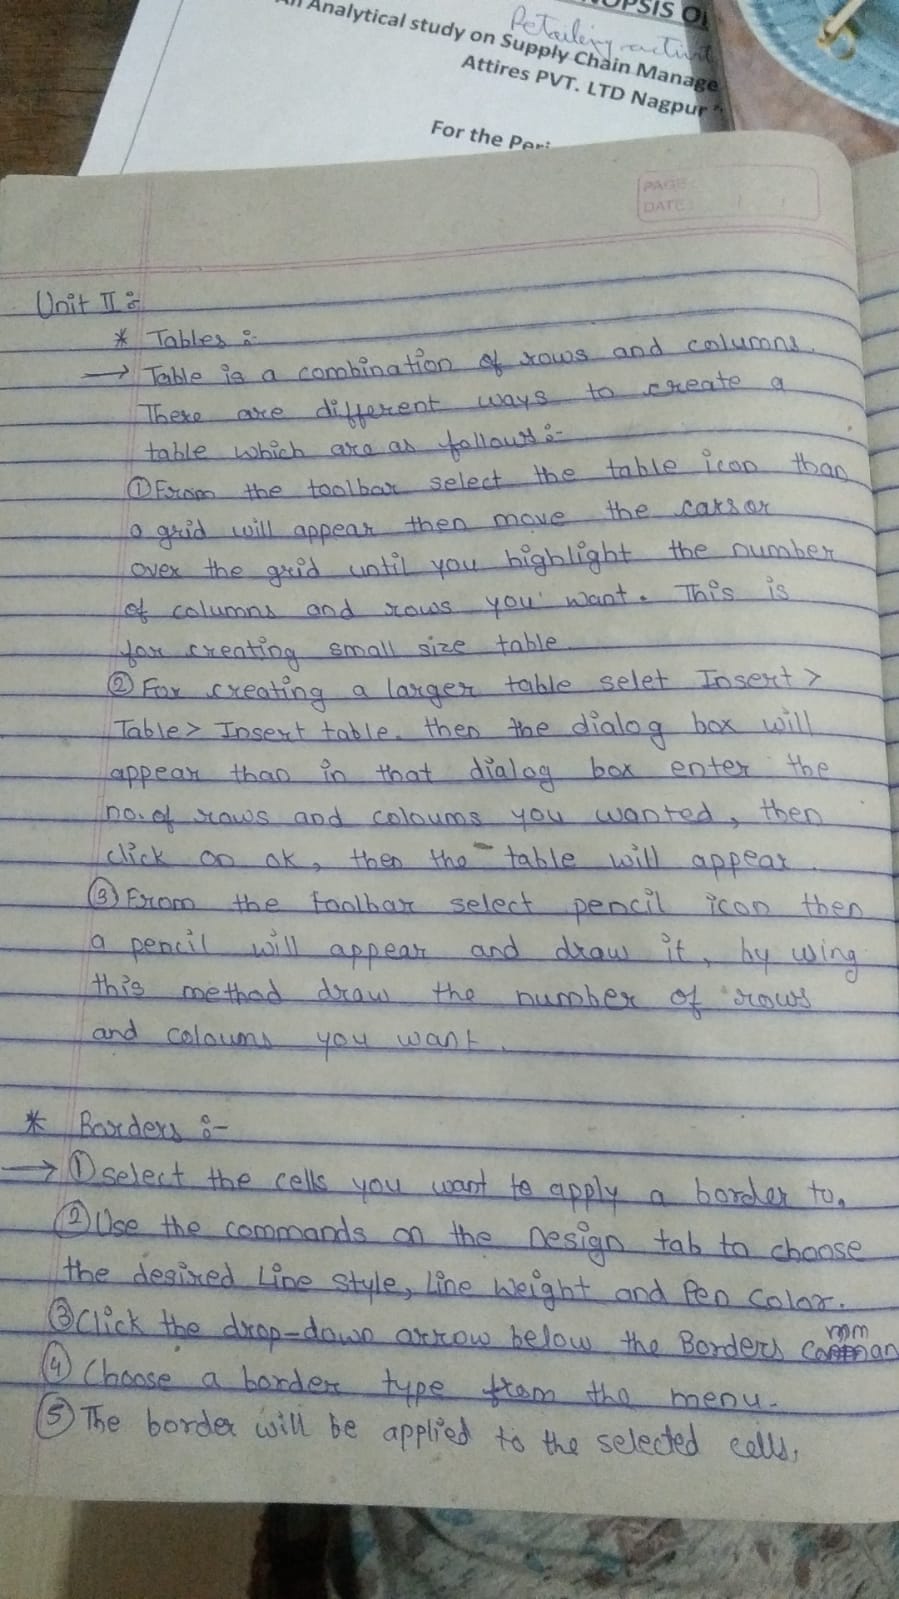 OPSIS OF
Retailing activit
An Analytical study on Supply Chain Manage
Attires PVT. LTD Nagpur "
For the Peri
PAGE:
DATE: / /
Unit II :-
* Tables :-
→ Table is a combination of rows and columns.
There are different ways to create a
table which are as follows :-
① From the toolbar select the table icon than
a grid will appear then move the carsor
over the grid until you highlight the number
of columns and rows you want. This is
for creating small size table.
② For creating a larger table selet Insert >
Table > Insert table. then the dialog box will
appear than in that dialog box enter the
no. of rows and coloums you wanted, then
click on ok, then the table will appear.
③ From the toolbar select pencil icon then
a pencil will appear and draw it, by using
this method draw the number of rows
and coloums you want.
* Borders :-
→ ① select the cells you want to apply a border to.
② Use the commands on the Design tab to choose
the desired Line Style, Line Weight and Pen Color.
③ Click the drop-down arrow below the Borders Comman
④ Choose a border type from the menu.
⑤ The border will be applied to the selected cells.